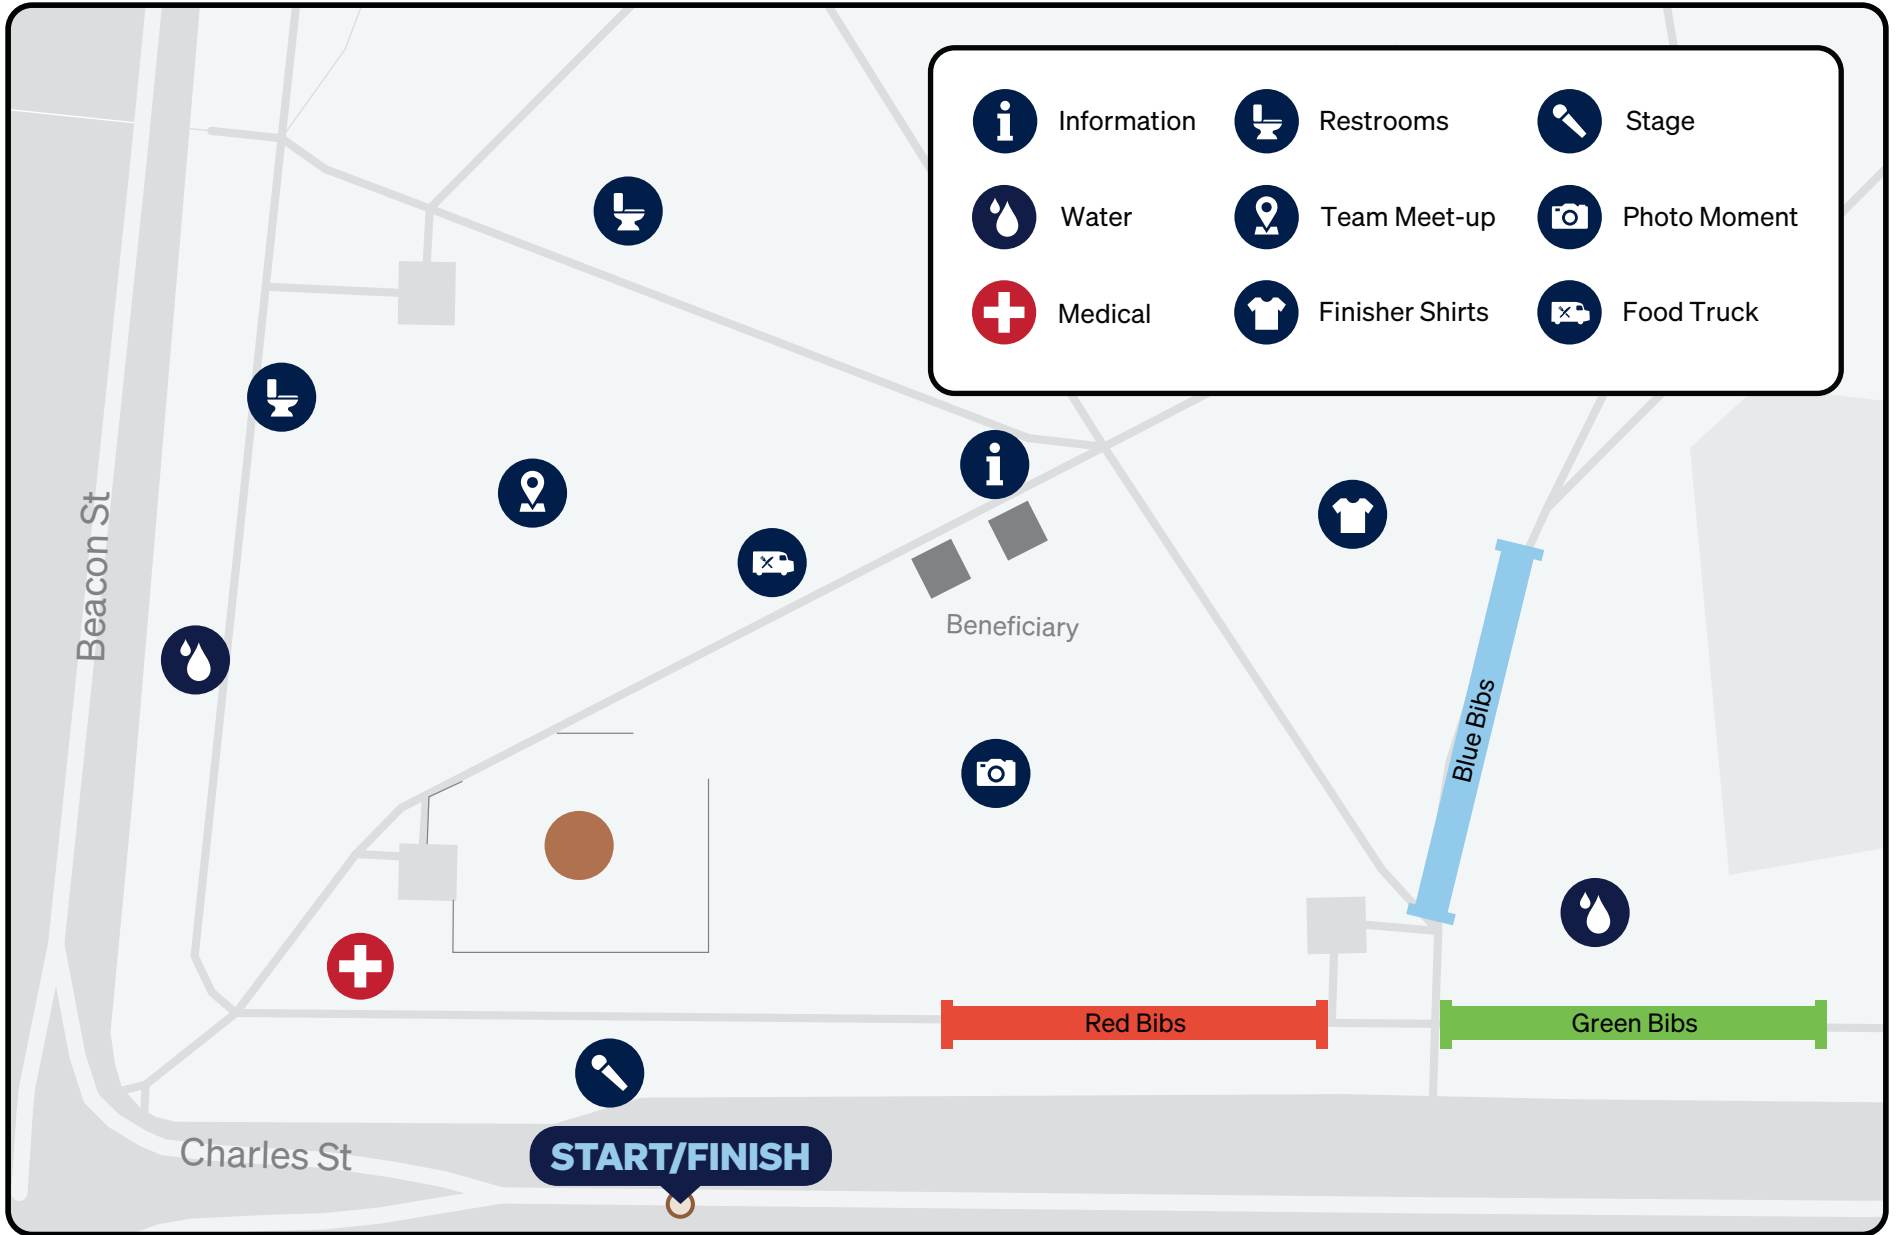 Information
Restrooms
Stage
Water
Team Meet-up
Photo Moment
Medical
Finisher Shirts
Food Truck
Beacon St
Beneficiary
Blue Bibs
Red Bibs
Green Bibs
Charles St
START/FINISH